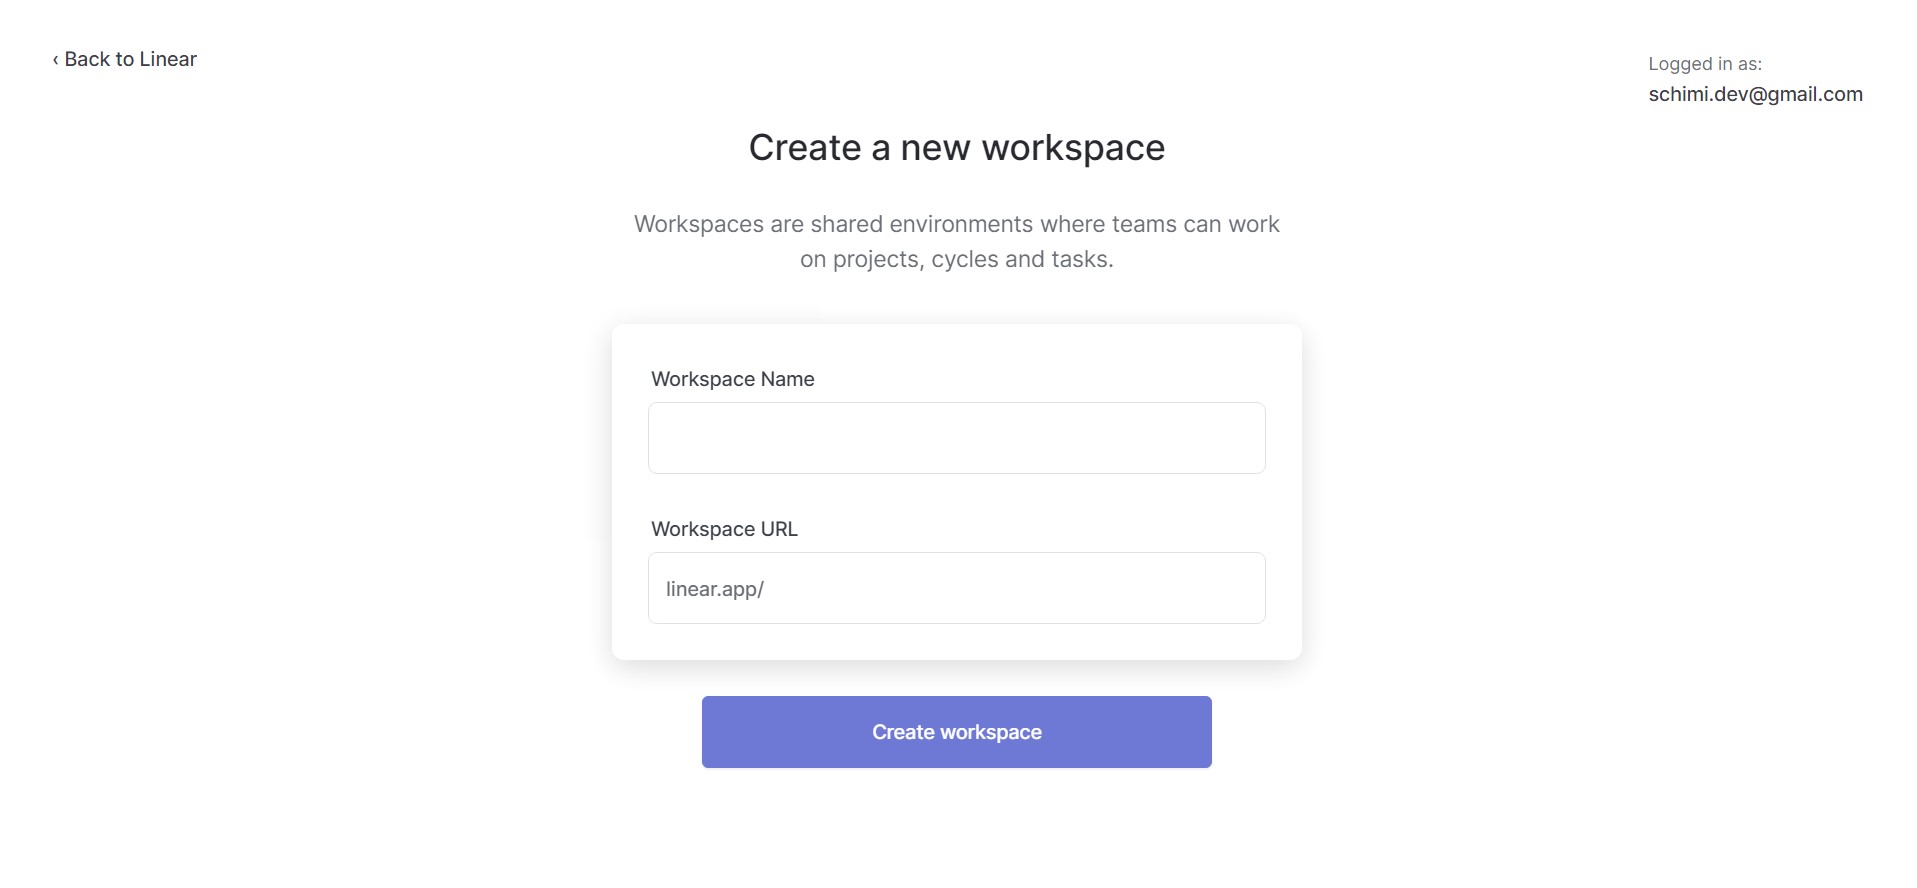 ‹ Back to Linear
Logged in as:
schimi.dev@gmail.com
Create a new workspace
Workspaces are shared environments where teams can work
on projects, cycles and tasks.
Workspace Name
Workspace URL
linear.app/
Create workspace